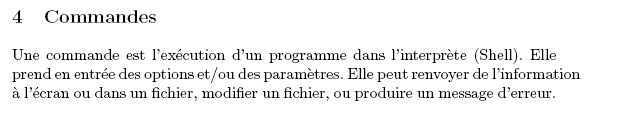 4 Commandes
Une commande est l'exécution d'un programme dans l'interprète (Shell). Elle
prend en entrée des options et/ou des paramètres. Elle peut renvoyer de l'information
à l'écran ou dans un fichier, modifier un fichier, ou produire un message d'erreur.